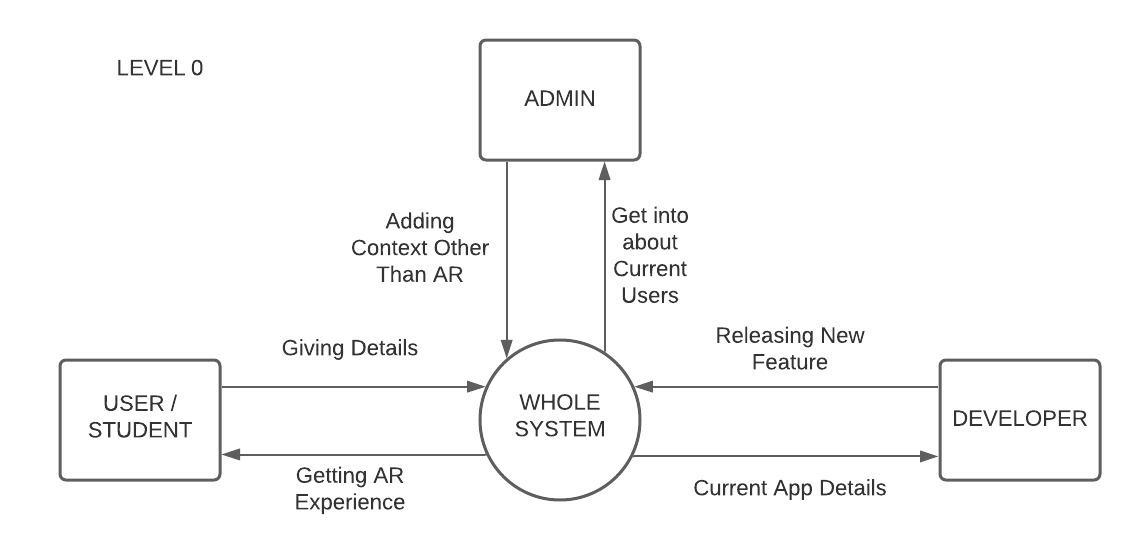 LEVEL 0
ADMIN
Adding
Context Other
Than AR
Get into
about
Current
Users
Giving Details
Releasing New
Feature
USER /
STUDENT
WHOLE
SYSTEM
DEVELOPER
Getting AR
Experience
Current App Details